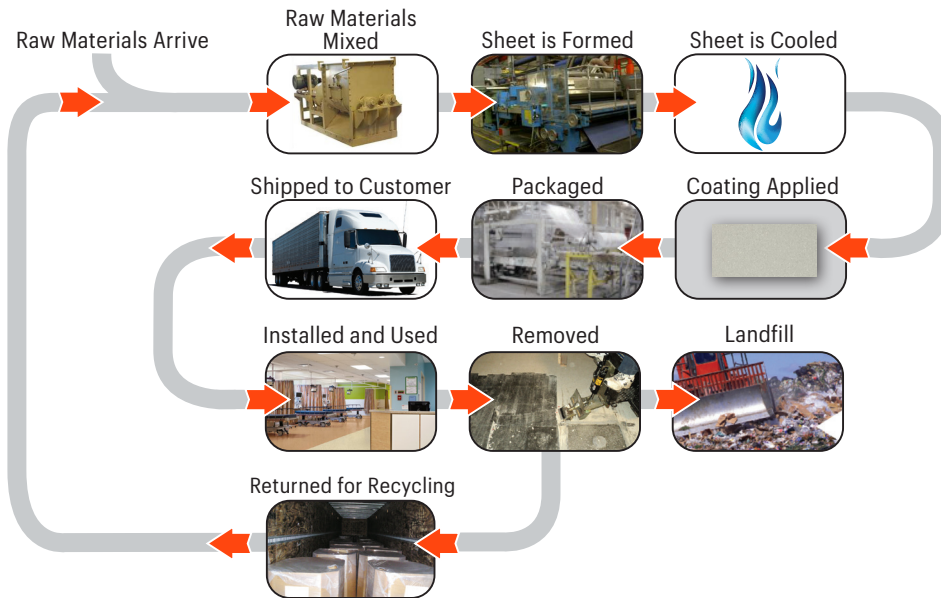 Raw Materials Arrive
Raw Materials
Mixed
Sheet is Formed
Sheet is Cooled
Shipped to Customer
Packaged
Coating Applied
Installed and Used
Removed
Landfill
Returned for Recycling